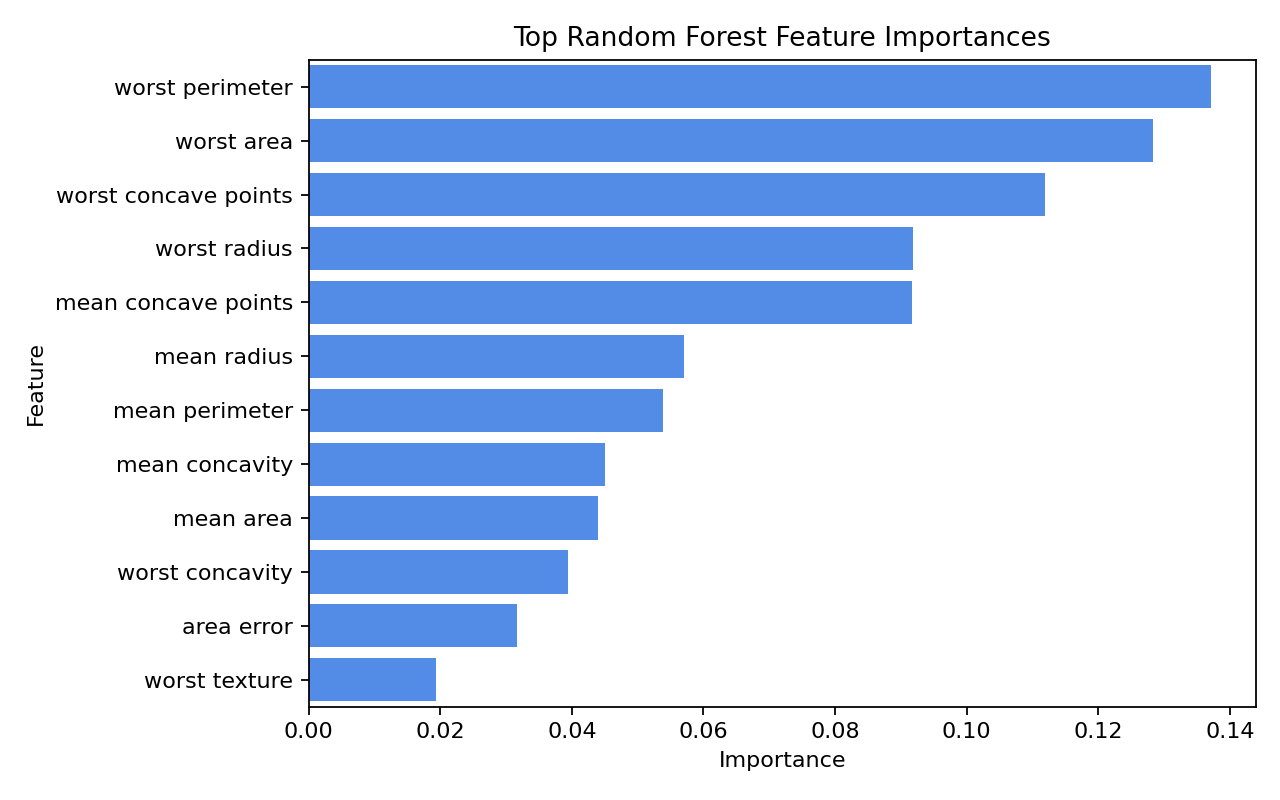 Top Random Forest Feature Importances
worst perimeter
worst area
worst concave points
worst radius
mean concave points
mean radius
mean perimeter
mean concavity
mean area
worst concavity
area error
worst texture
Feature
0.00 0.02 0.04 0.06 0.08 0.10 0.12 0.14
Importance